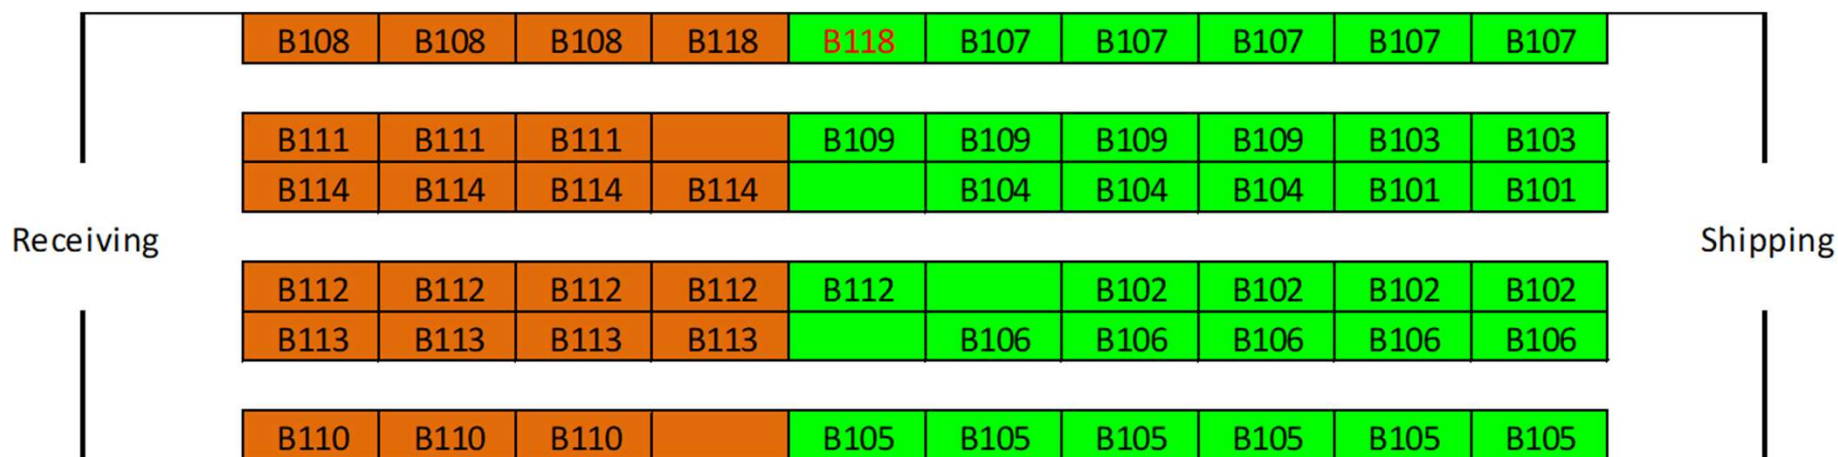 B108 B108 B108 B118 B118 B107 B107 B107 B107 B107
B111 B111 B111 B109 B109 B109 B109 B103 B103
B114 B114 B114 B114 B104 B104 B104 B101 B101
Receiving Shipping
B112 B112 B112 B112 B112 B102 B102 B102 B102
B113 B113 B113 B113 B106 B106 B106 B106 B106
B110 B110 B110 B105 B105 B105 B105 B105 B105